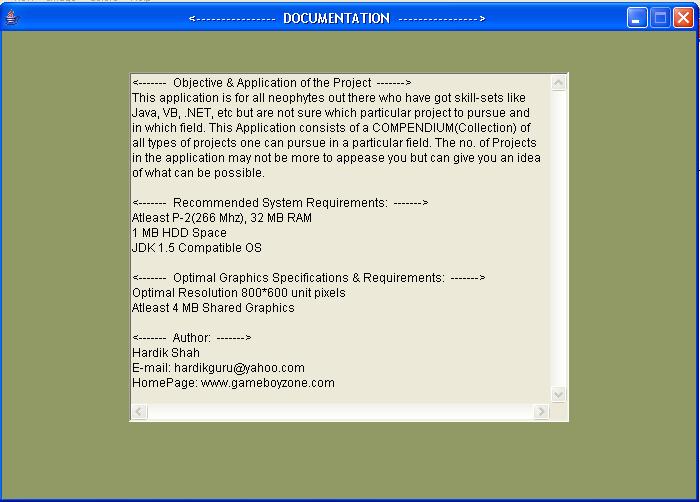 <---------------- DOCUMENTATION ---------------->
<------- Objective & Application of the Project ------->
This application is for all neophytes out there who have got skill-sets like
Java, VB, .NET, etc but are not sure which particular project to pursue and
in which field. This Application consists of a COMPENDIUM(Collection) of
all types of projects one can pursue in a particular field. The no. of Projects
in the application may not be more to appease you but can give you an idea
of what can be possible.
<------- Recommended System Requirements: ------->
Atleast P-2(266 Mhz), 32 MB RAM
1 MB HDD Space
JDK 1.5 Compatible OS
<------- Optimal Graphics Specifications & Requirements: ------->
Optimal Resolution 800*600 unit pixels
Atleast 4 MB Shared Graphics
<------- Author: ------->
Hardik Shah
E-mail: hardikguru@yahoo.com
HomePage: www.gameboyzone.com